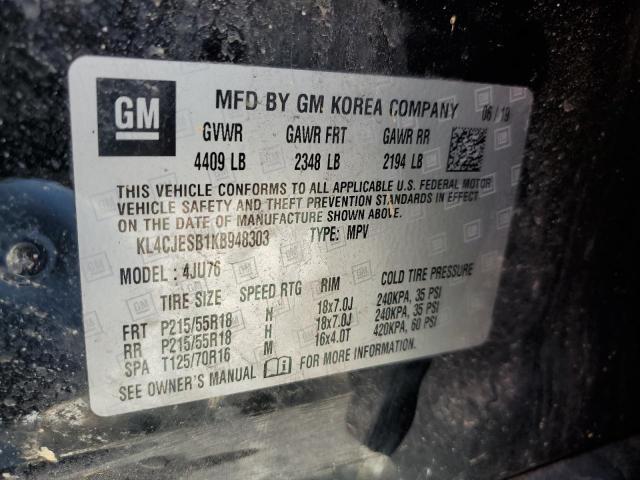 GM
MFD BY GM KOREA COMPANY 06/19
GVWR GAWR FRT GAWR RR
4409 LB 2348 LB 2194 LB
THIS VEHICLE CONFORMS TO ALL APPLICABLE U.S. FEDERAL MOTOR
VEHICLE SAFETY AND THEFT PREVENTION STANDARDS IN EFFECT
ON THE DATE OF MANUFACTURE SHOWN ABOVE.
KL4CJESB1KB948303 TYPE: MPV
MODEL : 4JU76
TIRE SIZE SPEED RTG RIM COLD TIRE PRESSURE
FRT P215/55R18 H 18x7.0J 240KPA, 35 PSI
RR P215/55R18 H 18x7.0J 240KPA, 35 PSI
SPA T125/70R16 M 16x4.0T 420KPA, 60 PSI
SEE OWNER'S MANUAL FOR MORE INFORMATION.